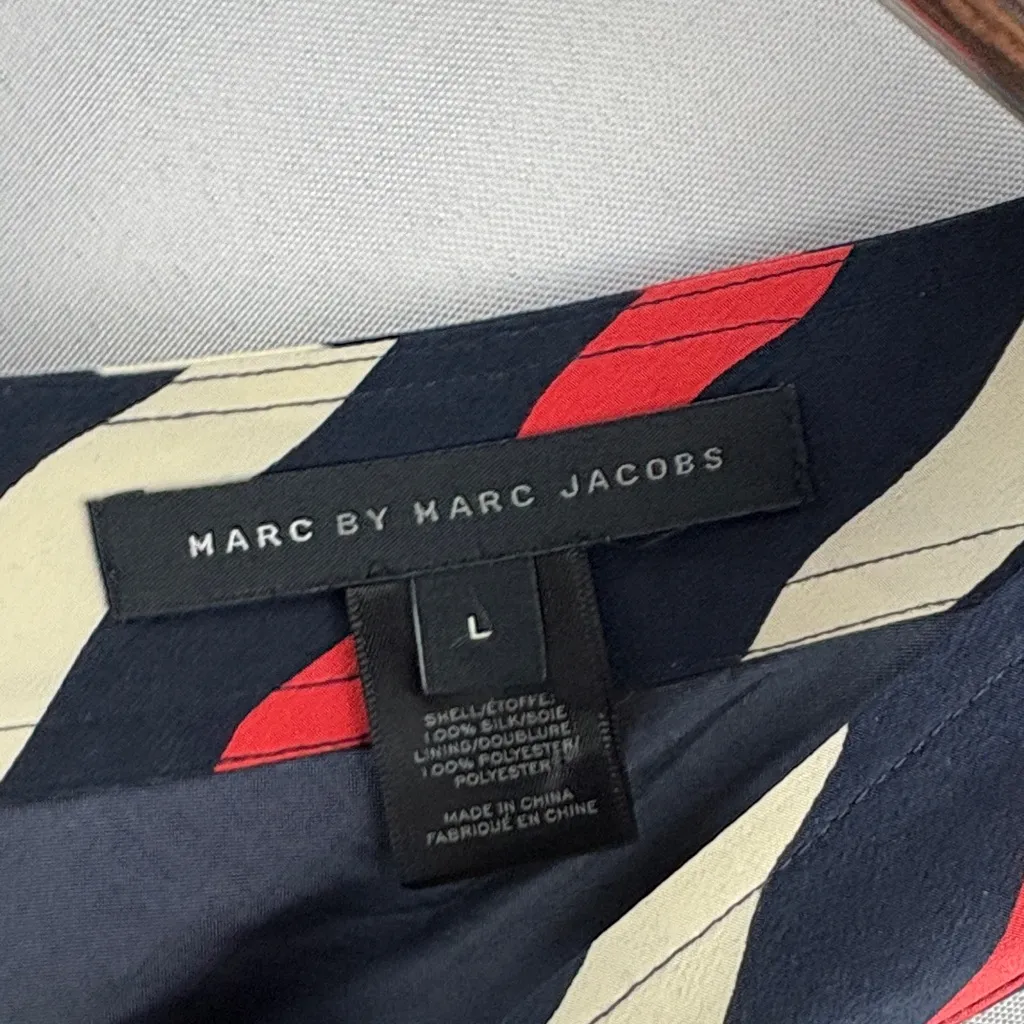 MARC BY MARC JACOBS
L
SHELL/ÉTOFFE:
100% SILK/SOIE
LINING/DOUBLURE:
100% POLYESTER/
POLYESTER
MADE IN CHINA
FABRIQUÉ EN CHINE